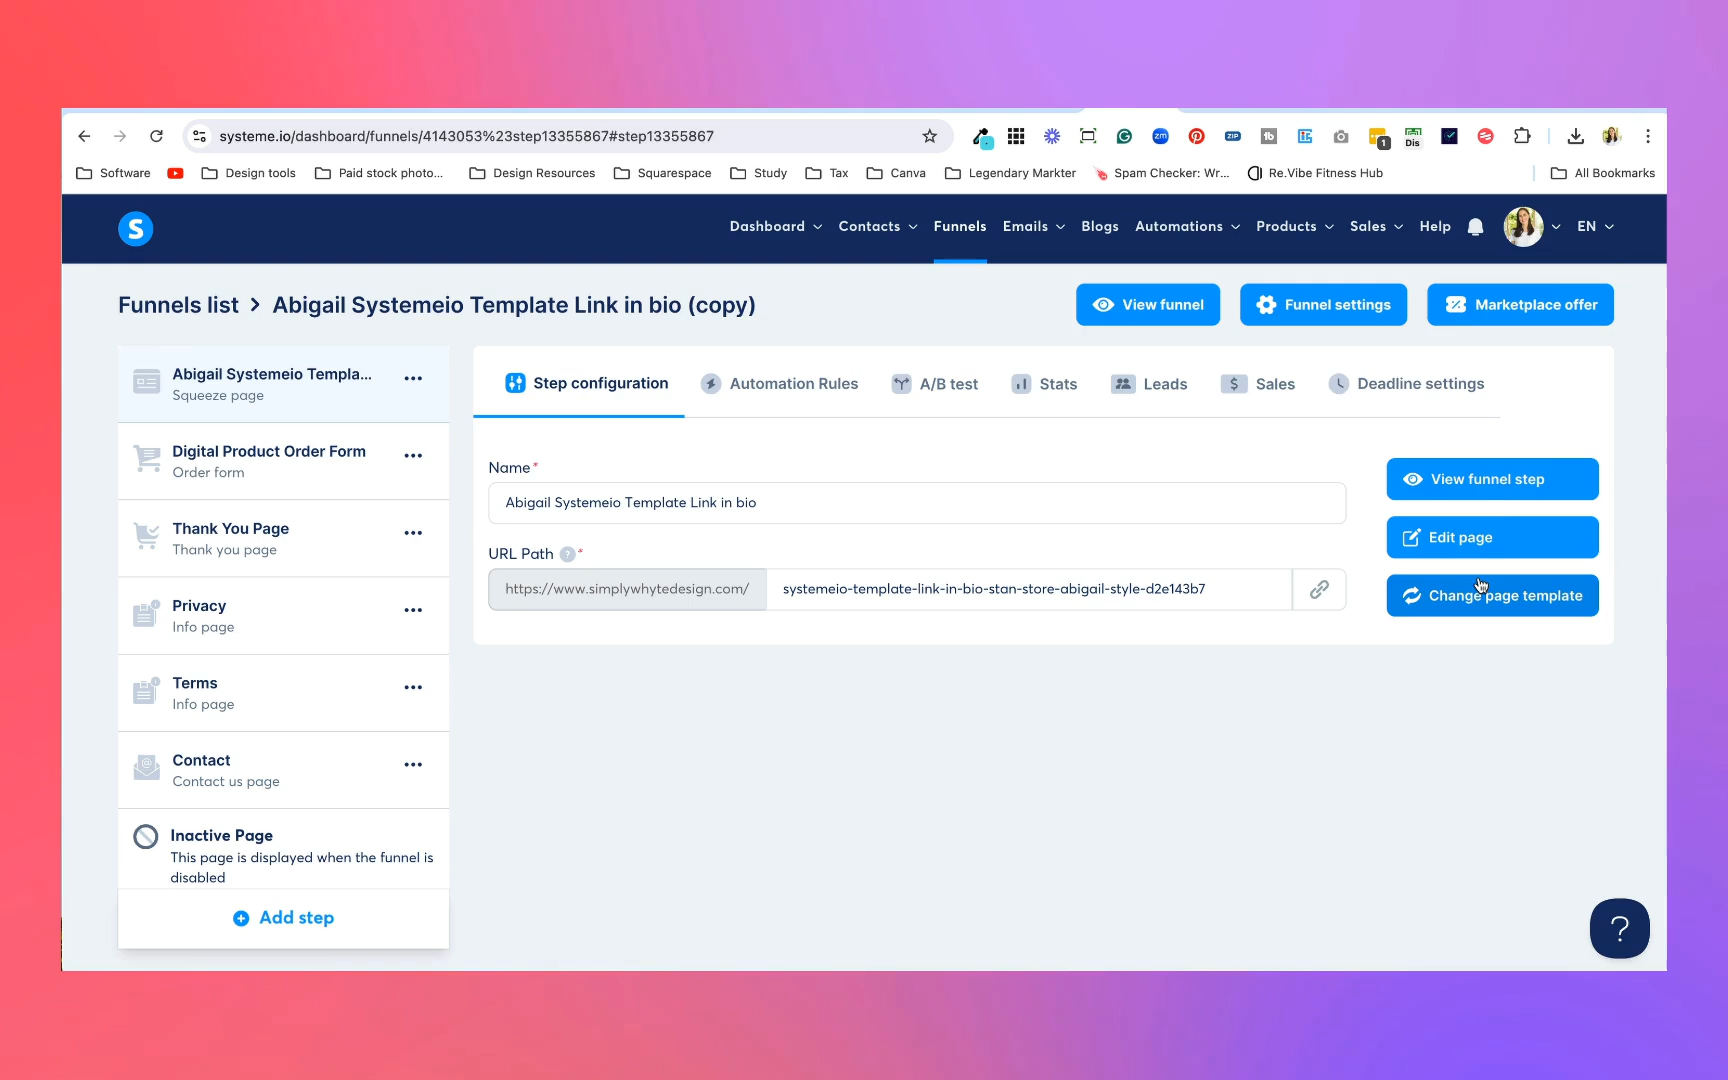 systeme.io/dashboard/funnels/4143053%23step13355867#step13355867
zm
ZIP
tb
1
Dis
Software
Design tools
Paid stock photo...
Design Resources
Squarespace
Study
Tax
Canva
Legendary Markter
Spam Checker: Wr...
Re.Vibe Fitness Hub
All Bookmarks
S
Dashboard
Contacts
Funnels
Emails
Blogs
Automations
Products
Sales
Help
EN
Funnels list > Abigail Systemeio Template Link in bio (copy)
View funnel
Funnel settings
Marketplace offer
Abigail Systemeio Templa...
Squeeze page
Digital Product Order Form
Order form
Thank You Page
Thank you page
Privacy
Info page
Terms
Info page
Contact
Contact us page
Inactive Page
This page is displayed when the funnel is
disabled
Add step
Step configuration
Automation Rules
A/B test
Stats
Leads
Sales
Deadline settings
Name*
Abigail Systemeio Template Link in bio
URL Path ? *
https://www.simplywhytedesign.com/
systemeio-template-link-in-bio-stan-store-abigail-style-d2e143b7
View funnel step
Edit page
Change page template
?